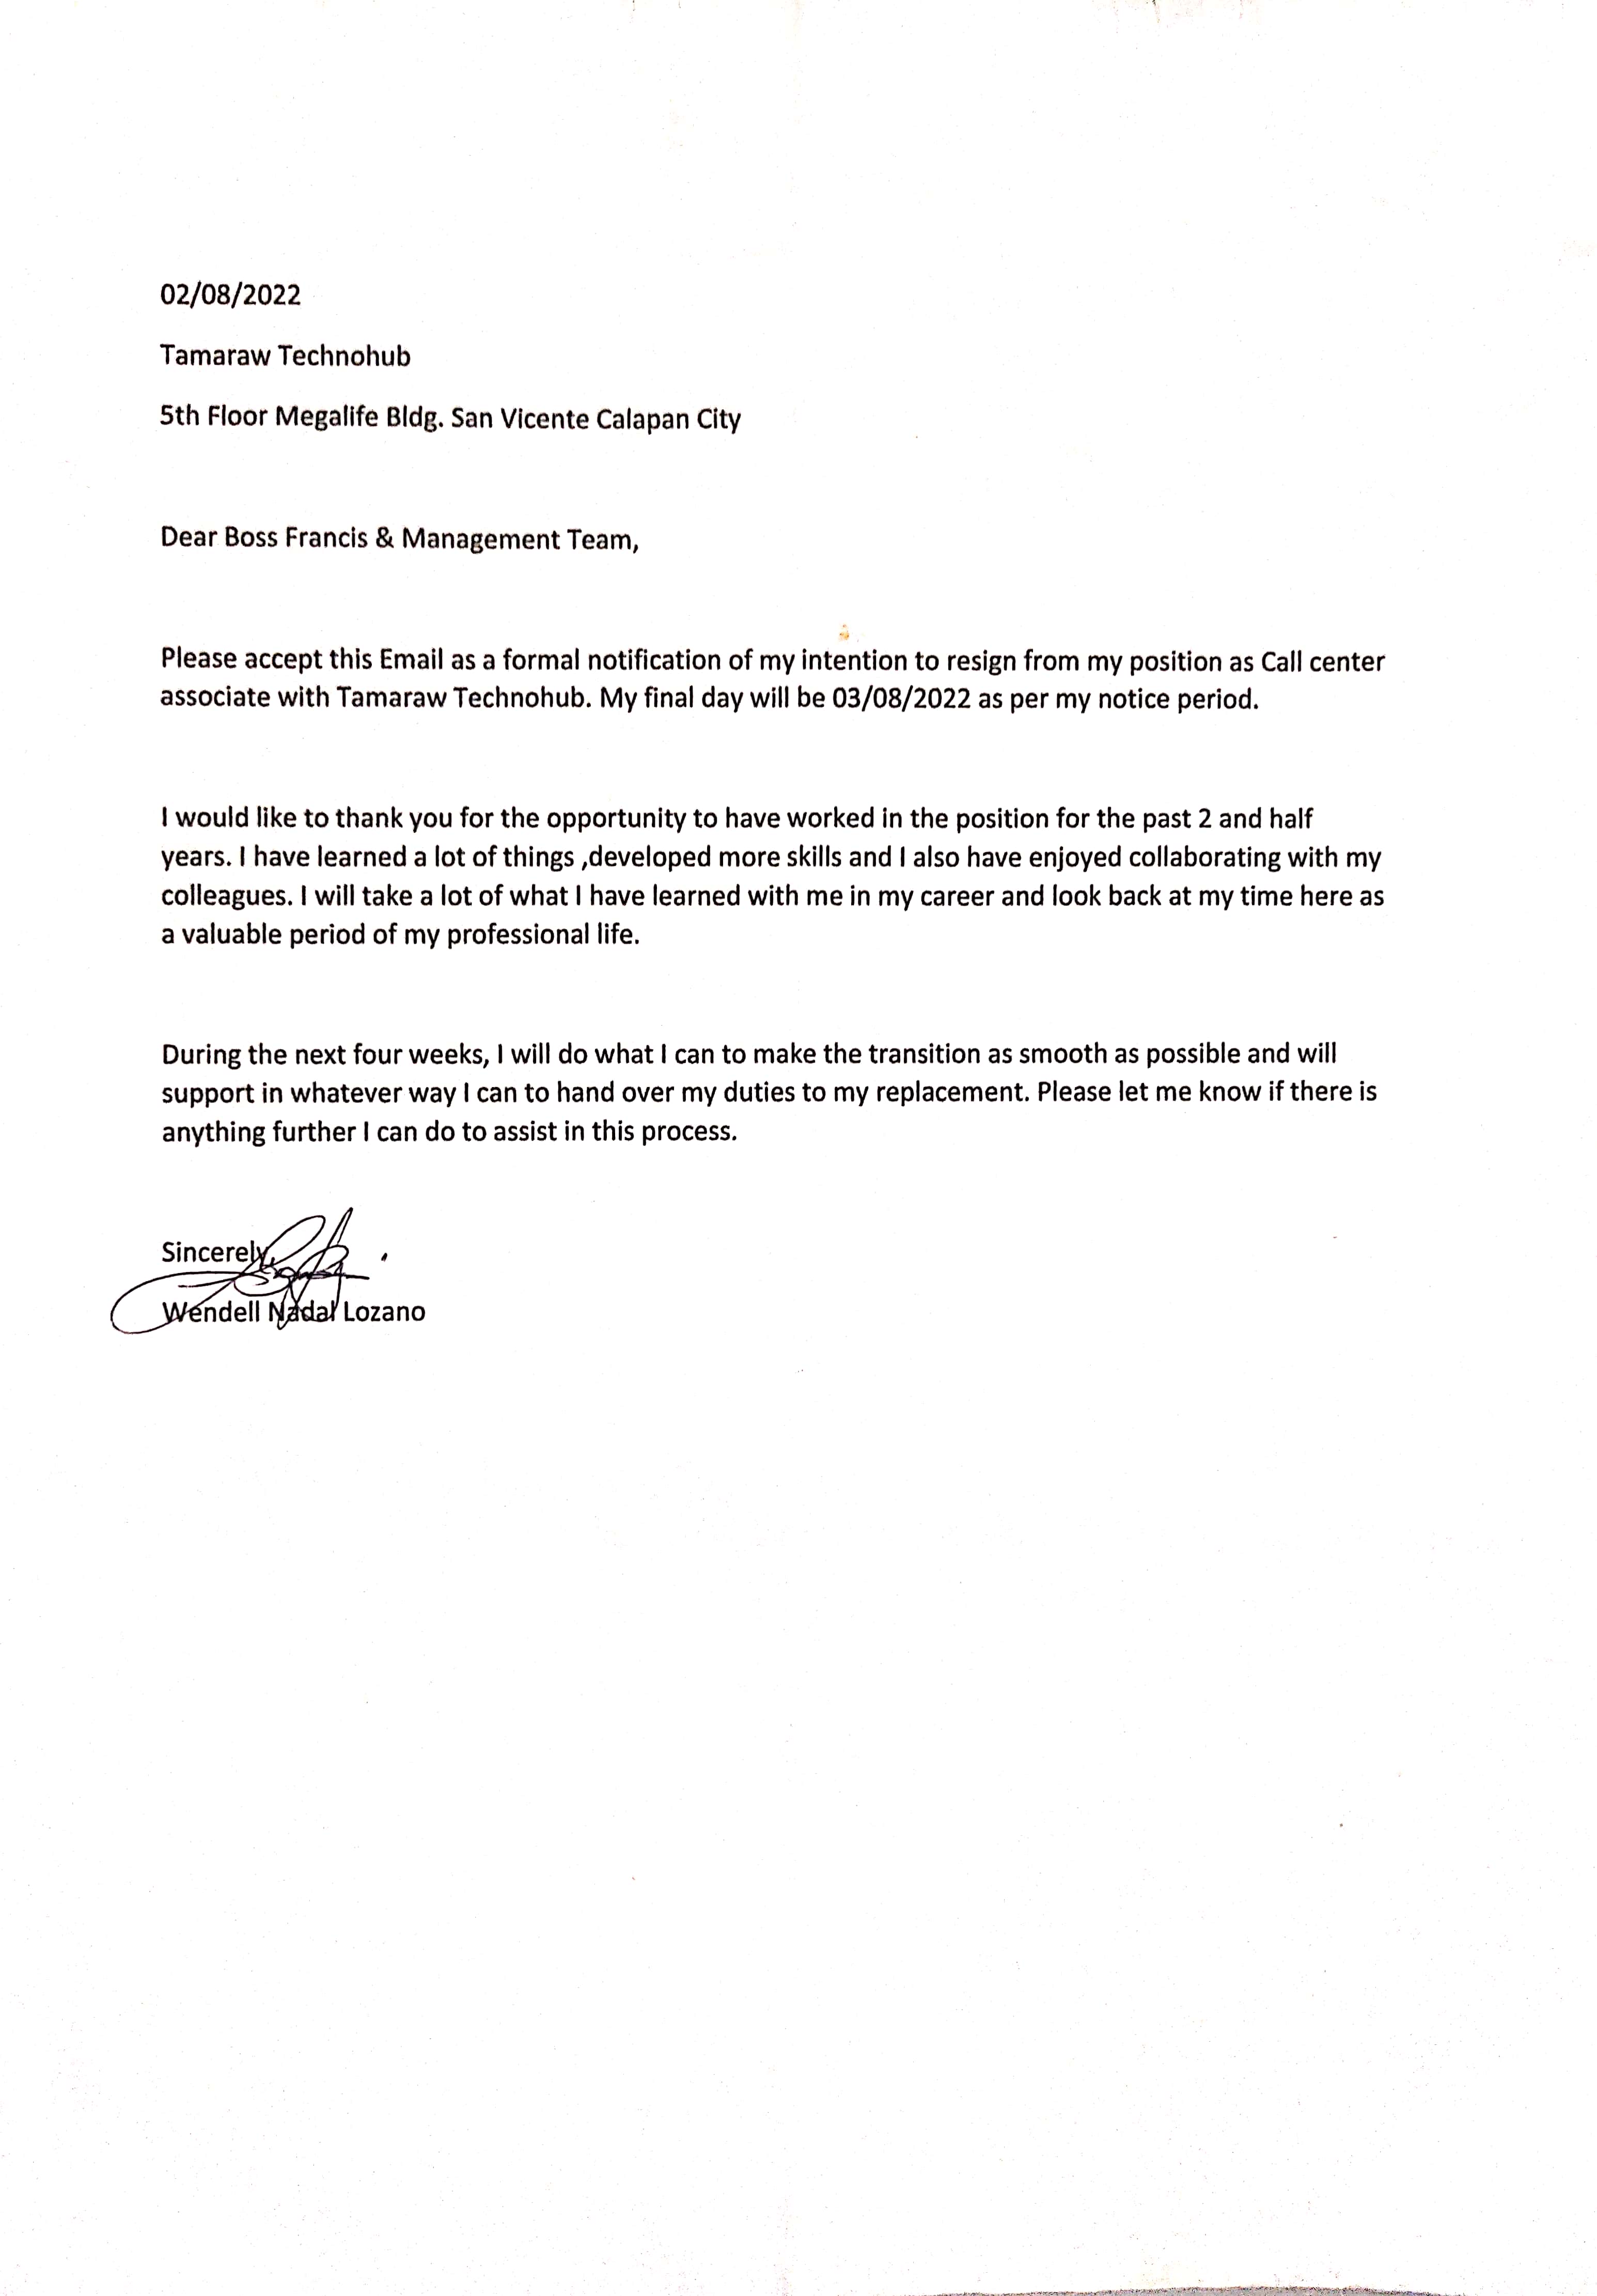 02/08/2022
Tamaraw Technohub
5th Floor Megalife Bldg. San Vicente Calapan City
Dear Boss Francis & Management Team,
Please accept this Email as a formal notification of my intention to resign from my position as Call center
associate with Tamaraw Technohub. My final day will be 03/08/2022 as per my notice period.
I would like to thank you for the opportunity to have worked in the position for the past 2 and half
years. I have learned a lot of things ,developed more skills and I also have enjoyed collaborating with my
colleagues. I will take a lot of what I have learned with me in my career and look back at my time here as
a valuable period of my professional life.
During the next four weeks, I will do what I can to make the transition as smooth as possible and will
support in whatever way I can to hand over my duties to my replacement. Please let me know if there is
anything further I can do to assist in this process.
Sincerely,
Wendell Nadal Lozano